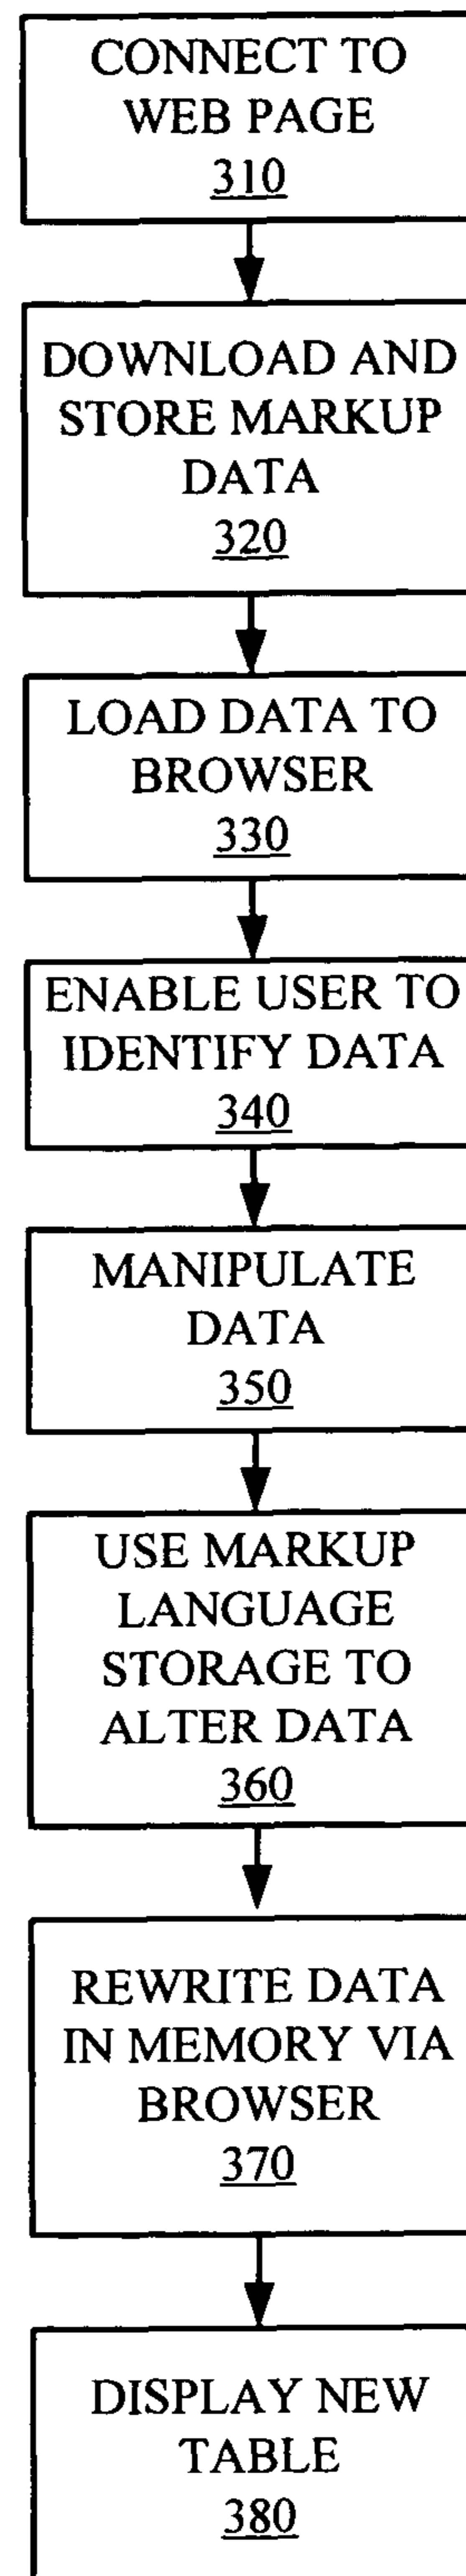 CONNECT TO
WEB PAGE
310
DOWNLOAD AND
STORE MARKUP
DATA
320
LOAD DATA TO
BROWSER
330
ENABLE USER TO
IDENTIFY DATA
340
MANIPULATE
DATA
350
USE MARKUP
LANGUAGE
STORAGE TO
ALTER DATA
360
REWRITE DATA
IN MEMORY VIA
BROWSER
370
DISPLAY NEW
TABLE
380